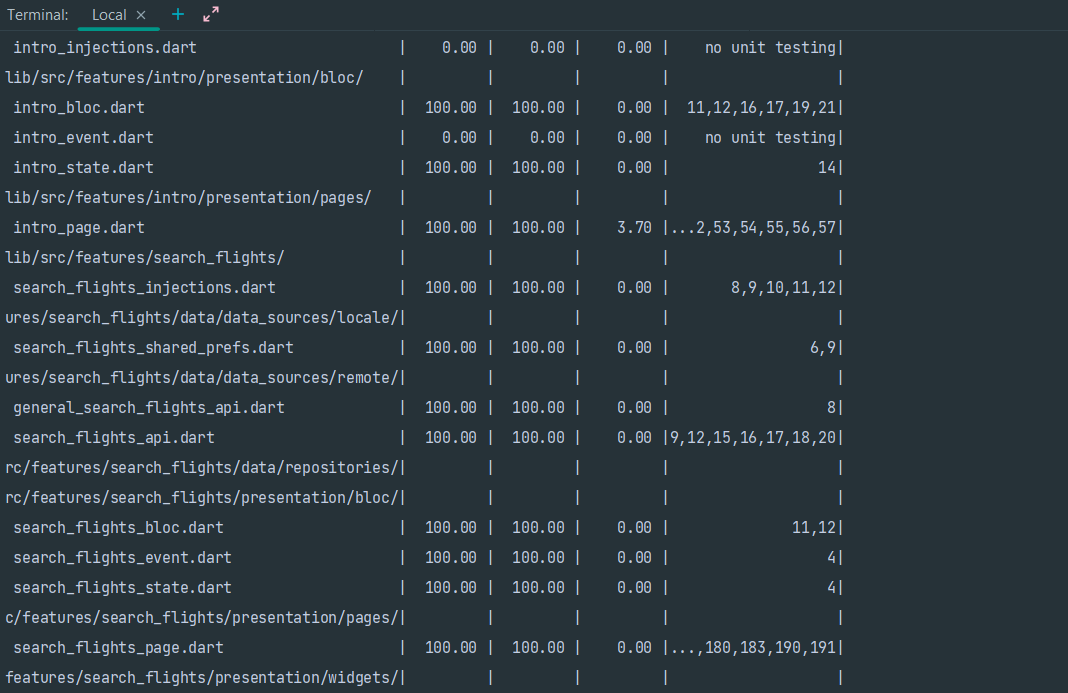 Terminal: Local × +
intro_injections.dart | 0.00 | 0.00 | 0.00 | no unit testing|
lib/src/features/intro/presentation/bloc/ | | | | |
intro_bloc.dart | 100.00 | 100.00 | 0.00 | 11,12,16,17,19,21|
intro_event.dart | 0.00 | 0.00 | 0.00 | no unit testing|
intro_state.dart | 100.00 | 100.00 | 0.00 | 14|
lib/src/features/intro/presentation/pages/ | | | | |
intro_page.dart | 100.00 | 100.00 | 3.70 |...2,53,54,55,56,57|
lib/src/features/search_flights/ | | | | |
search_flights_injections.dart | 100.00 | 100.00 | 0.00 | 8,9,10,11,12|
ures/search_flights/data/data_sources/locale/| | | | |
search_flights_shared_prefs.dart | 100.00 | 100.00 | 0.00 | 6,9|
ures/search_flights/data/data_sources/remote/| | | | |
general_search_flights_api.dart | 100.00 | 100.00 | 0.00 | 8|
search_flights_api.dart | 100.00 | 100.00 | 0.00 |9,12,15,16,17,18,20|
rc/features/search_flights/data/repositories/| | | | |
rc/features/search_flights/presentation/bloc/| | | | |
search_flights_bloc.dart | 100.00 | 100.00 | 0.00 | 11,12|
search_flights_event.dart | 100.00 | 100.00 | 0.00 | 4|
search_flights_state.dart | 100.00 | 100.00 | 0.00 | 4|
c/features/search_flights/presentation/pages/| | | | |
search_flights_page.dart | 100.00 | 100.00 | 0.00 |...,180,183,190,191|
features/search_flights/presentation/widgets/| | | | |